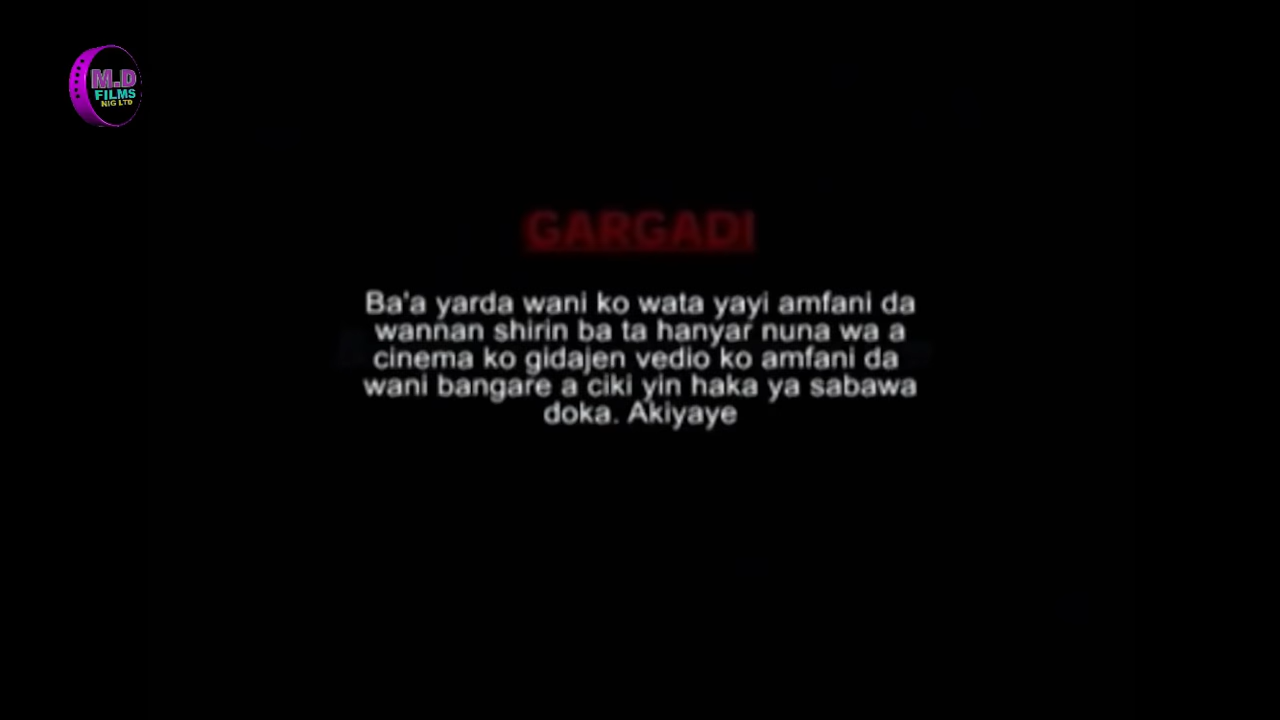 M.D
FILMS
NIG LTD
GARGADI
Ba'a yarda wani ko wata yayi amfani da
wannan shirin ba ta hanyar nuna wa a
cinema ko gidajen vedio ko amfani da
wani bangare a ciki yin haka ya sabawa
doka. Akiyaye